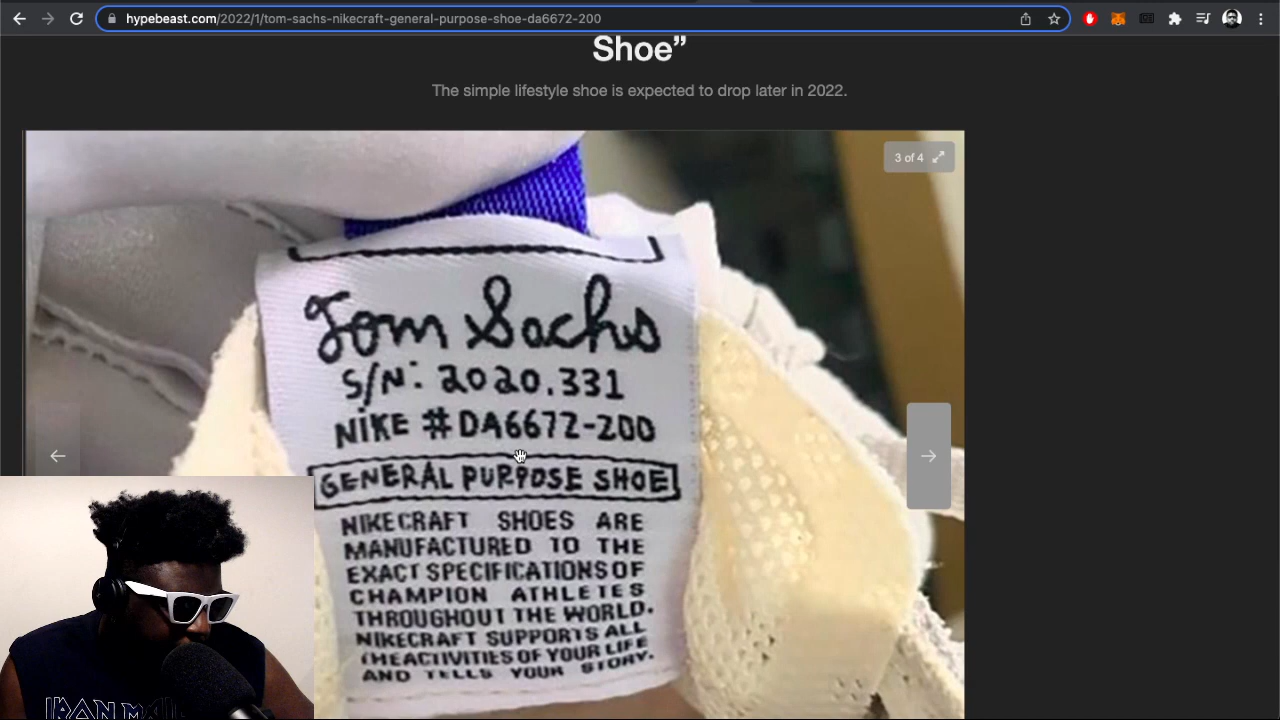 hypebeast.com/2022/1/tom-sachs-nikecraft-general-purpose-shoe-da6672-200
Shoe”
The simple lifestyle shoe is expected to drop later in 2022.
3 of 4
Tom Sachs
S/N: 2020.331
NIKE #DA6672-200
GENERAL PURPOSE SHOE
NIKECRAFT SHOES ARE
MANUFACTURED TO THE
EXACT SPECIFICATIONS OF
CHAMPION ATHLETES
THROUGHOUT THE WORLD.
NIKECRAFT SUPPORTS ALL
THE ACTIVITIES OF YOUR LIFE
AND TELLS YOUR STORY.
IRON MAI